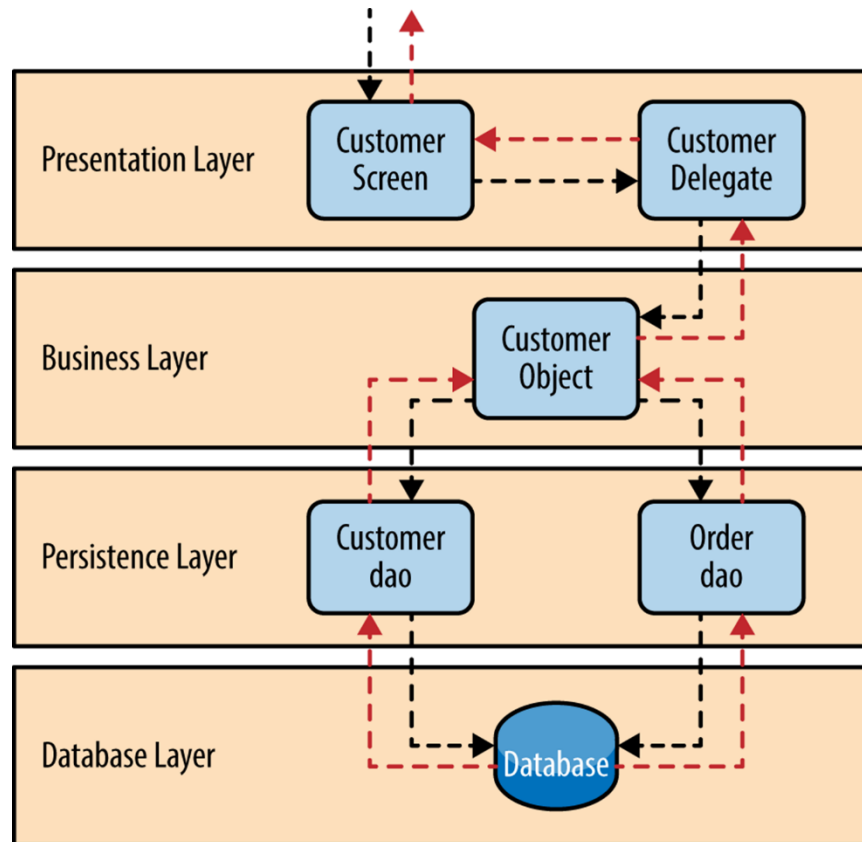 Presentation Layer
Customer
Screen
Customer
Delegate
Business Layer
Customer
Object
Persistence Layer
Customer
dao
Order
dao
Database Layer
Database